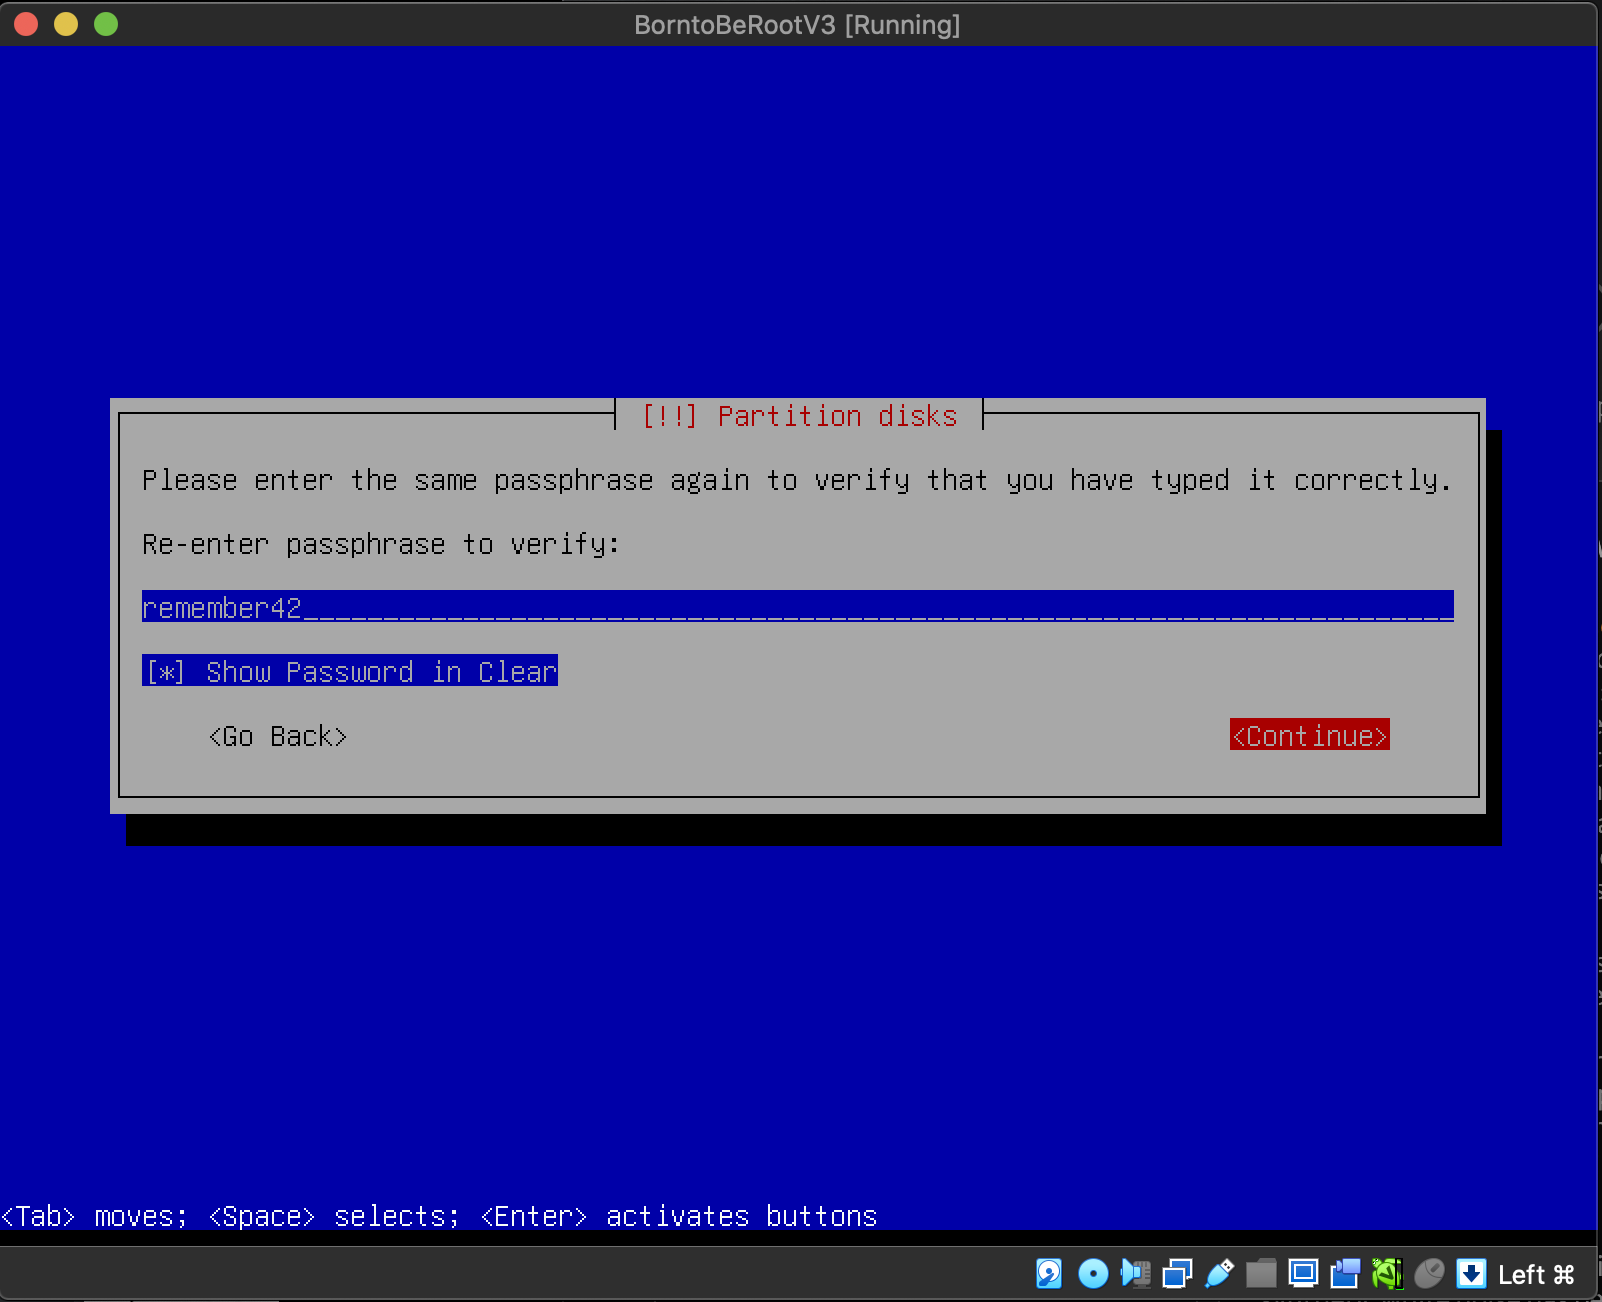 BorntoBeRootV3 [Running]
[!!] Partition disks
Please enter the same passphrase again to verify that you have typed it correctly.
Re-enter passphrase to verify:
remember42
[*] Show Password in Clear
<Go Back> <Continue>
<Tab> moves; <Space> selects; <Enter> activates buttons
Left ⌘